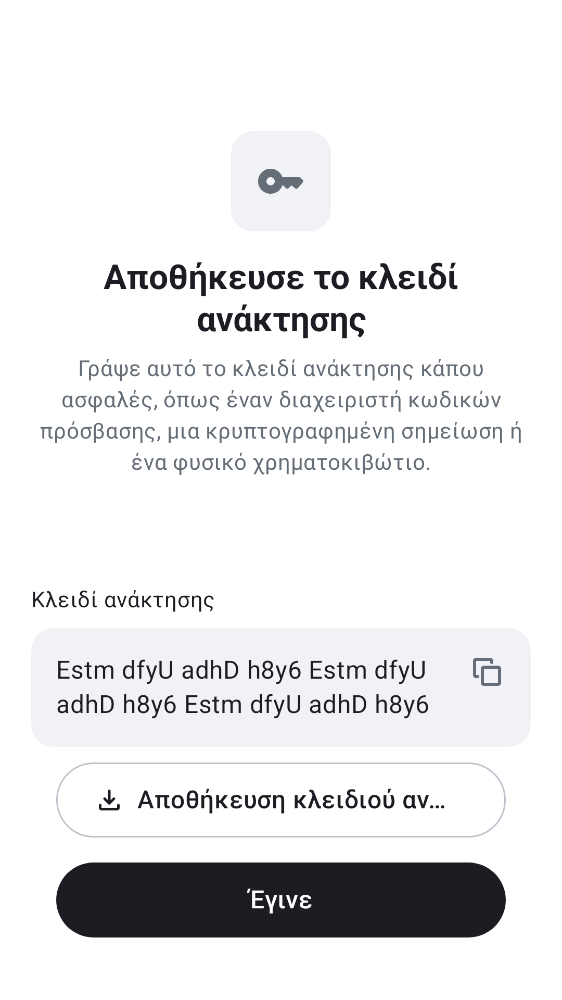 Αποθήκευσε το κλειδί
ανάκτησης
Γράψε αυτό το κλειδί ανάκτησης κάπου
ασφαλές, όπως έναν διαχειριστή κωδικών
πρόσβασης, μια κρυπτογραφημένη σημείωση ή
ένα φυσικό χρηματοκιβώτιο.
Κλειδί ανάκτησης
Estm dfyU adhD h8y6 Estm dfyU
adhD h8y6 Estm dfyU adhD h8y6
Αποθήκευση κλειδιού αν…
Έγινε